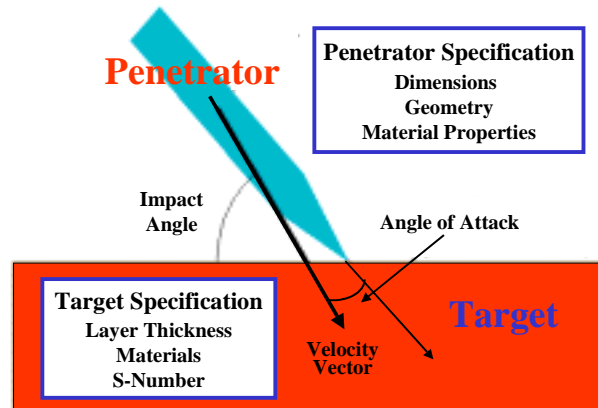 Penetrator
Penetrator Specification
Dimensions
Geometry
Material Properties
Impact
Angle
Angle of Attack
Target Specification
Layer Thickness
Materials
S-Number
Velocity
Vector
Target